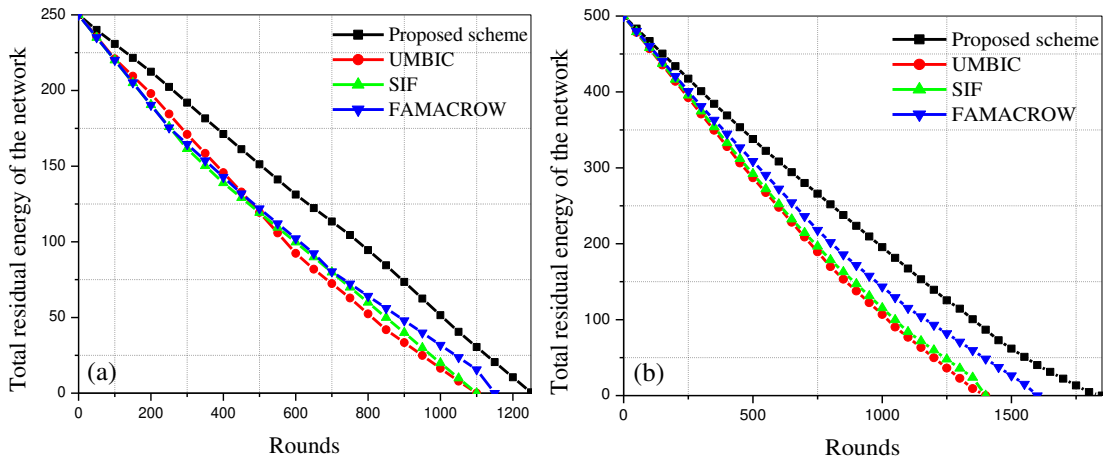 Total residual energy of the network
250
200
150
100
50
0
Proposed scheme
UMBIC
SIF
FAMACROW
(a)
0 200 400 600 800 1000 1200
Rounds
Total residual energy of the network
500
400
300
200
100
0
Proposed scheme
UMBIC
SIF
FAMACROW
(b)
0 500 1000 1500
Rounds